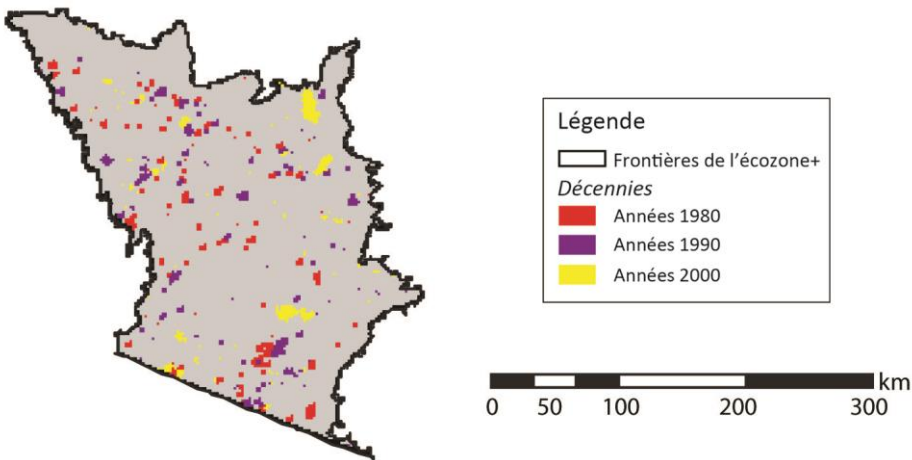 Légende
Frontières de l'écozone+
Décennies
Années 1980
Années 1990
Années 2000
km
0 50 100 200 300